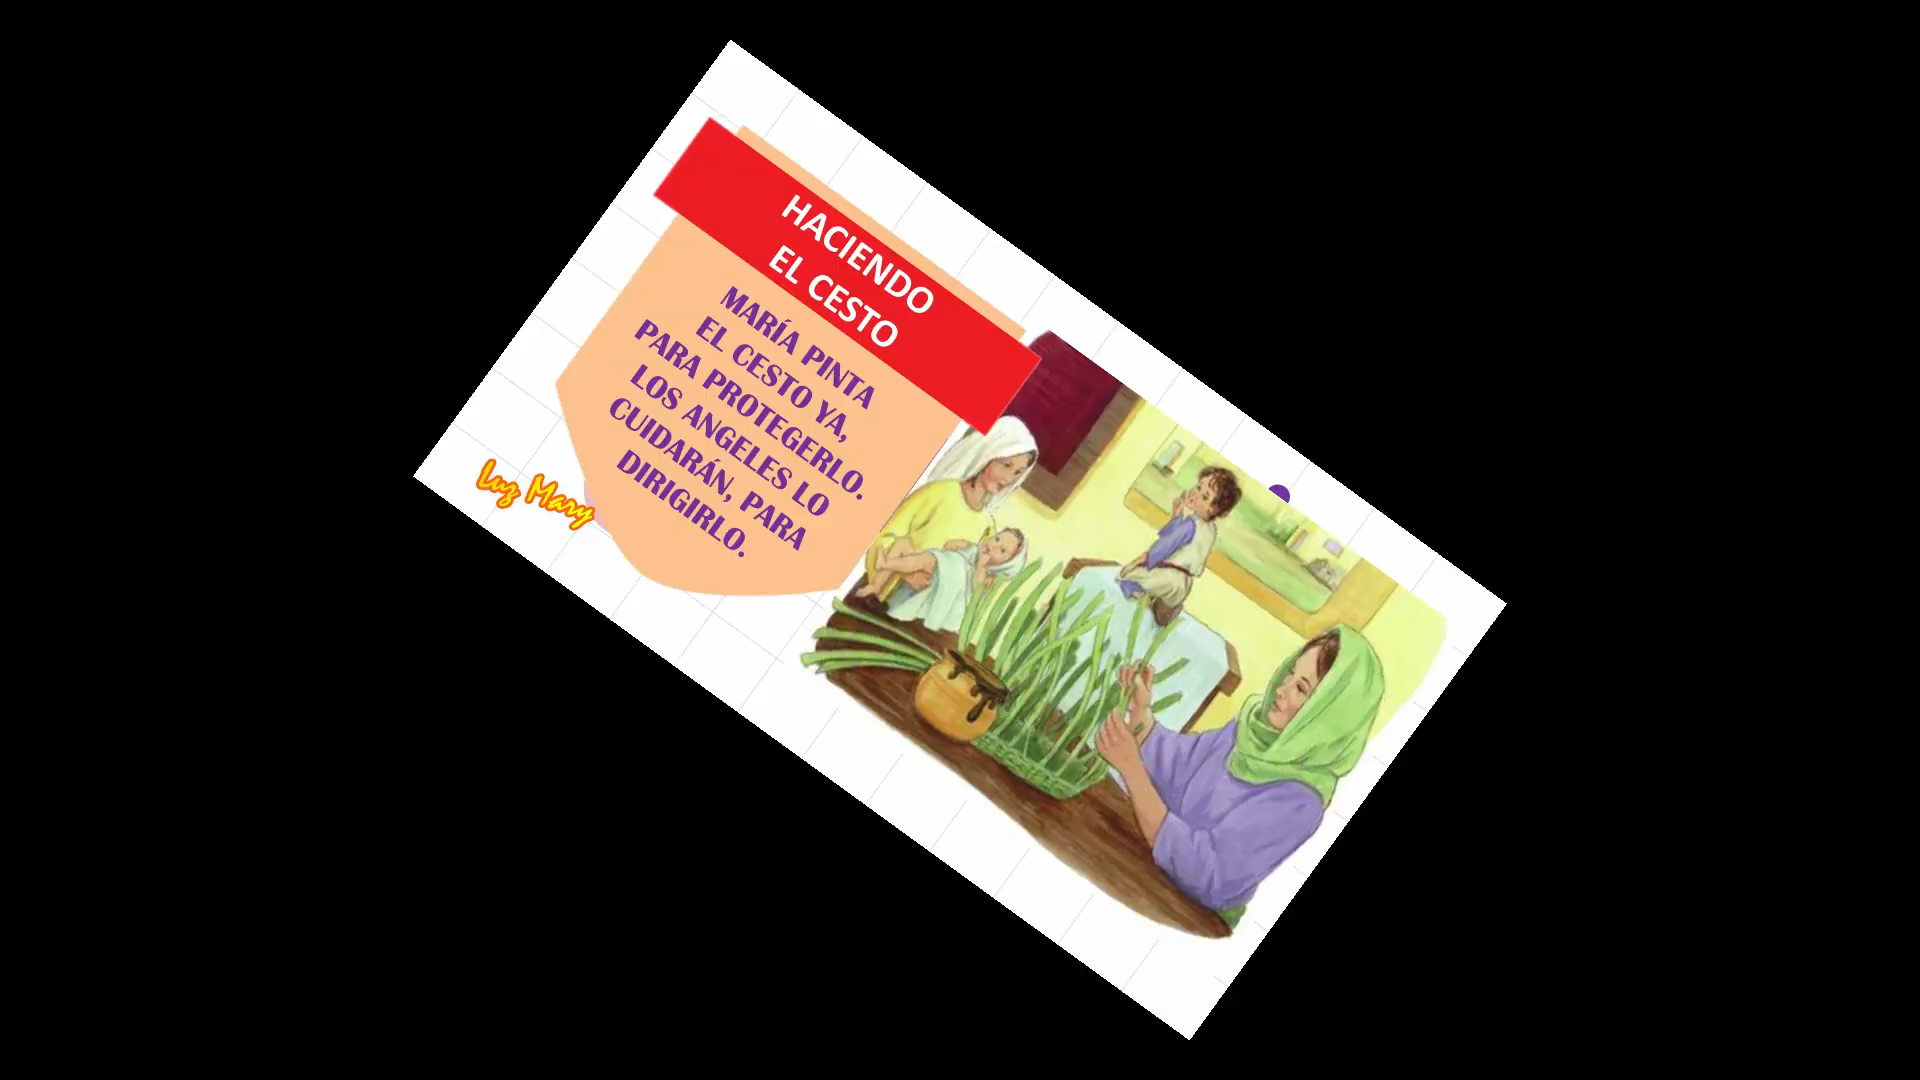 HACIENDO
EL CESTO
MARÍA PINTA
EL CESTO YA,
PARA PROTEGERLO.
LOS ANGELES LO
CUIDARÁN, PARA
DIRIGIRLO.
Luz Mary